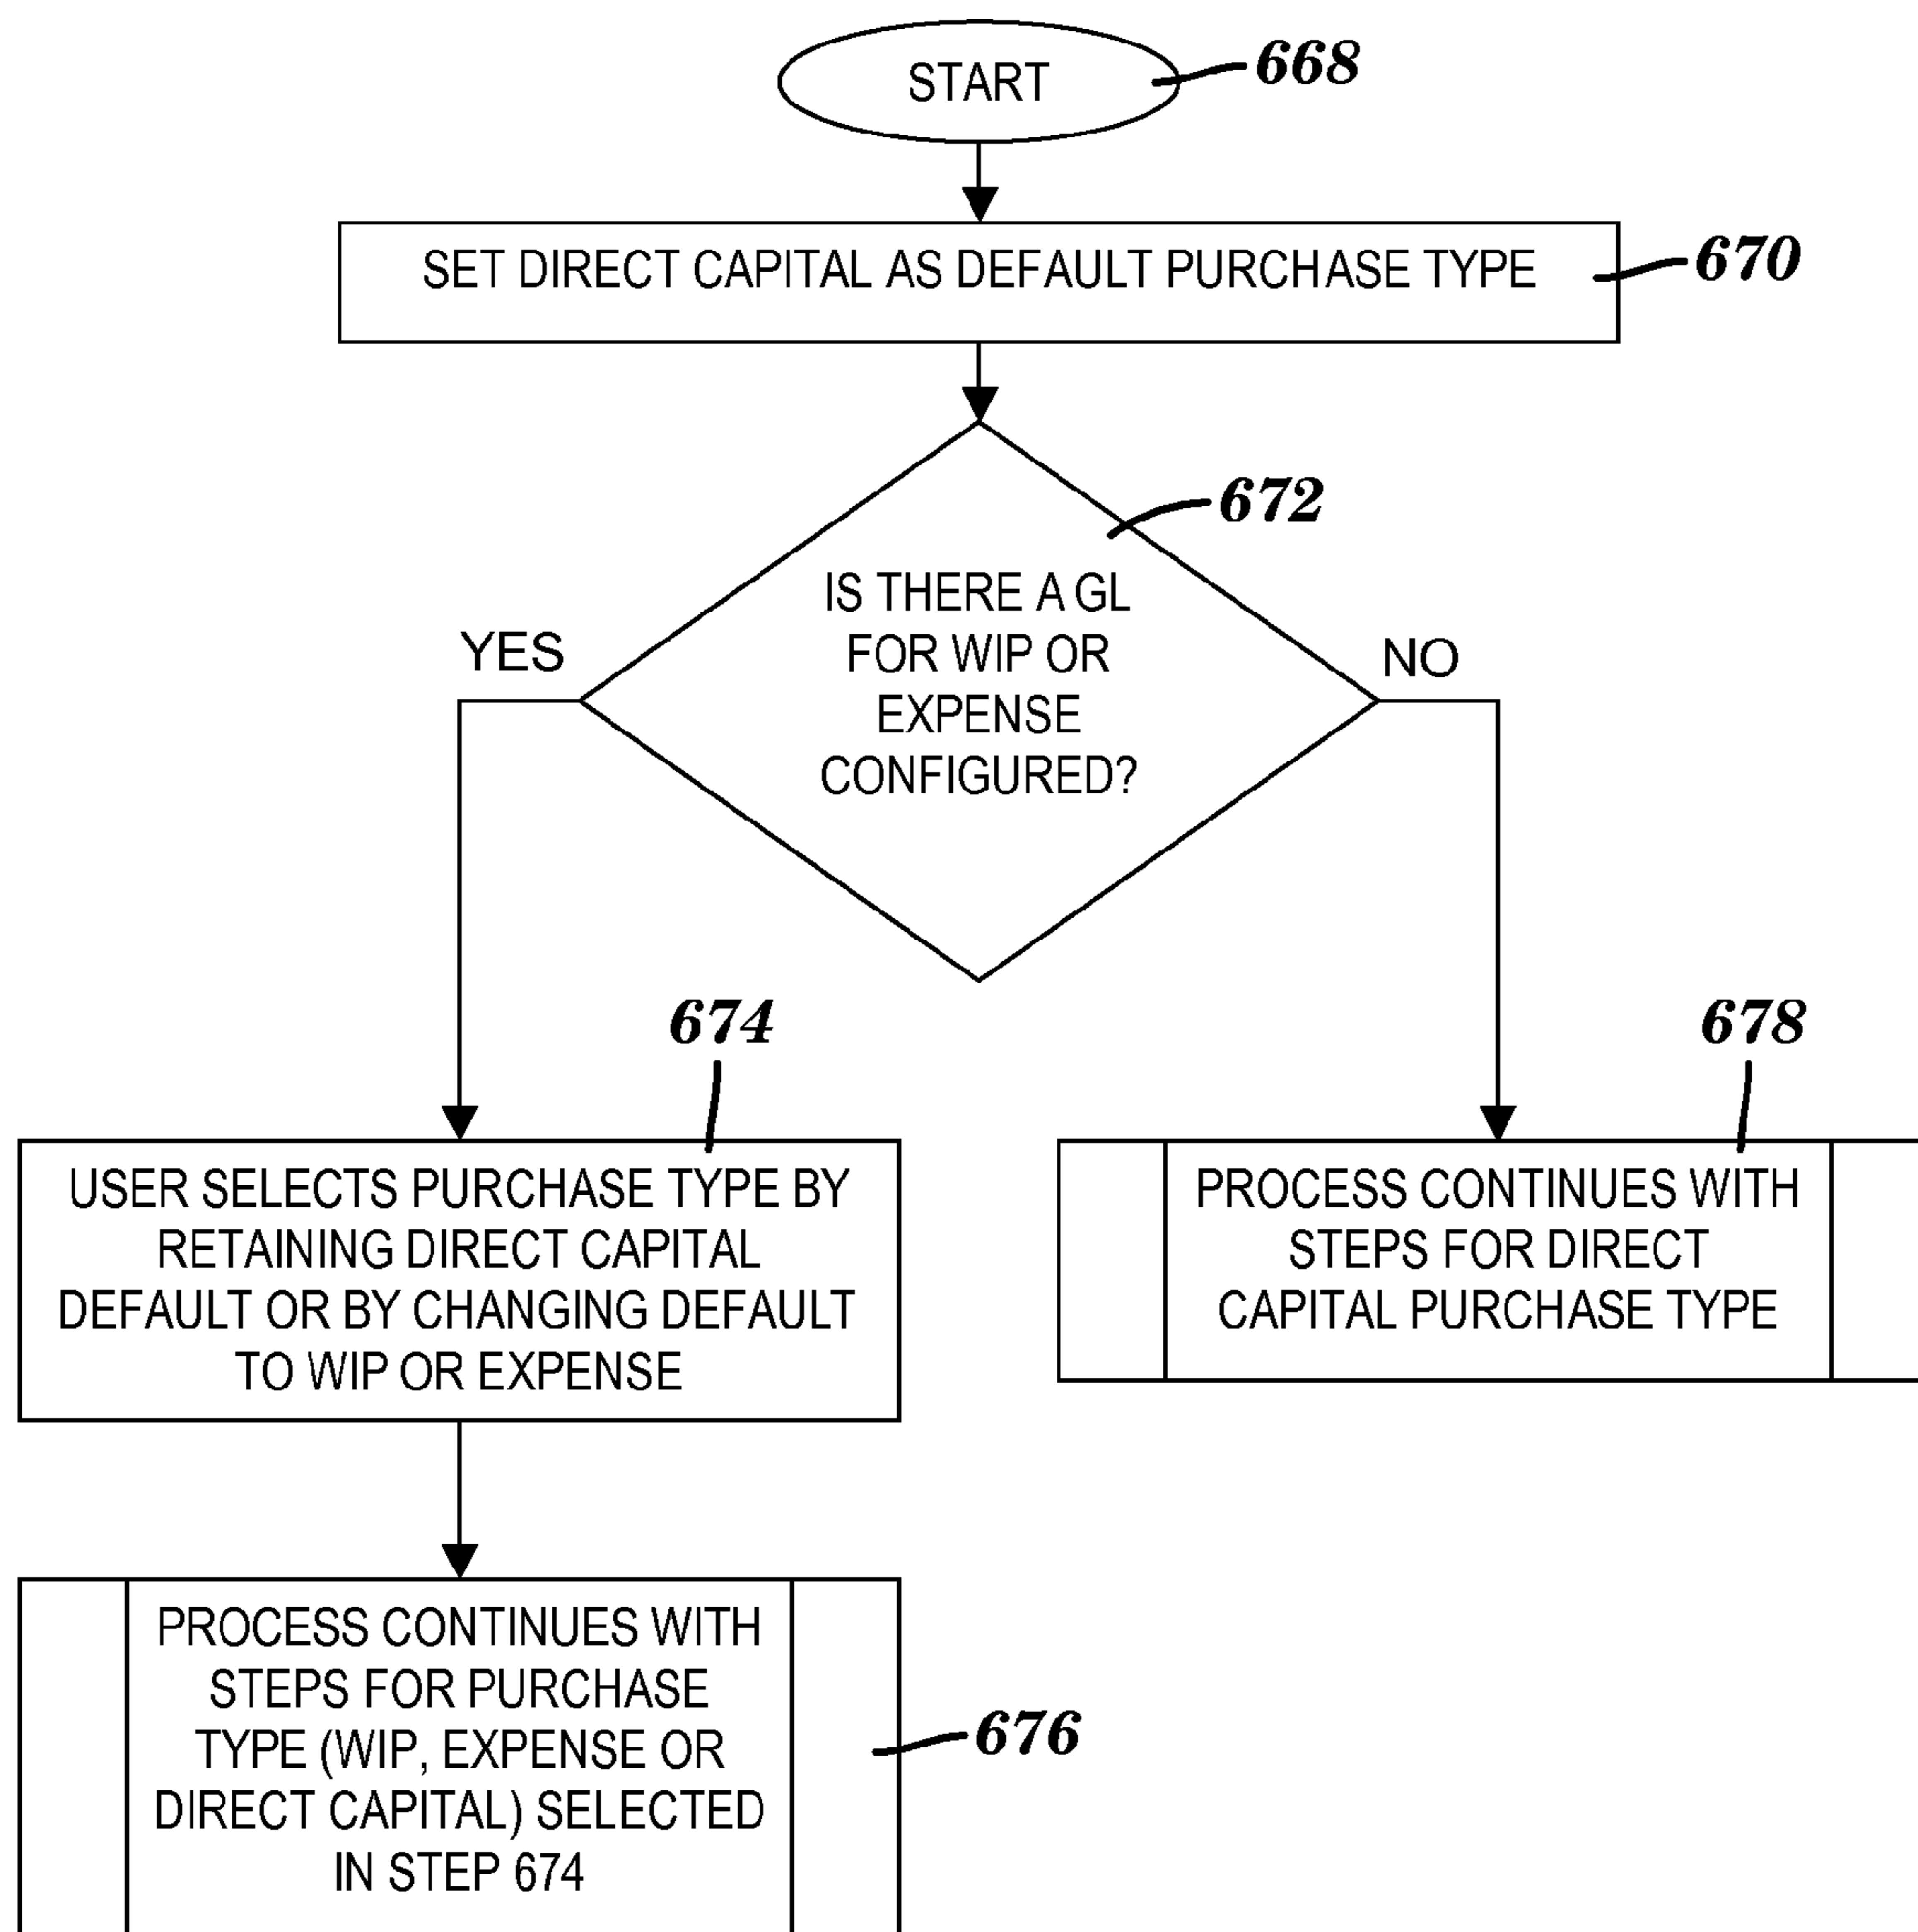 START
668
SET DIRECT CAPITAL AS DEFAULT PURCHASE TYPE
670
672
IS THERE A GL
FOR WIP OR
EXPENSE
CONFIGURED?
YES
NO
674
678
USER SELECTS PURCHASE TYPE BY
RETAINING DIRECT CAPITAL
DEFAULT OR BY CHANGING DEFAULT
TO WIP OR EXPENSE
PROCESS CONTINUES WITH
STEPS FOR DIRECT
CAPITAL PURCHASE TYPE
PROCESS CONTINUES WITH
STEPS FOR PURCHASE
TYPE (WIP, EXPENSE OR
DIRECT CAPITAL) SELECTED
IN STEP 674
676